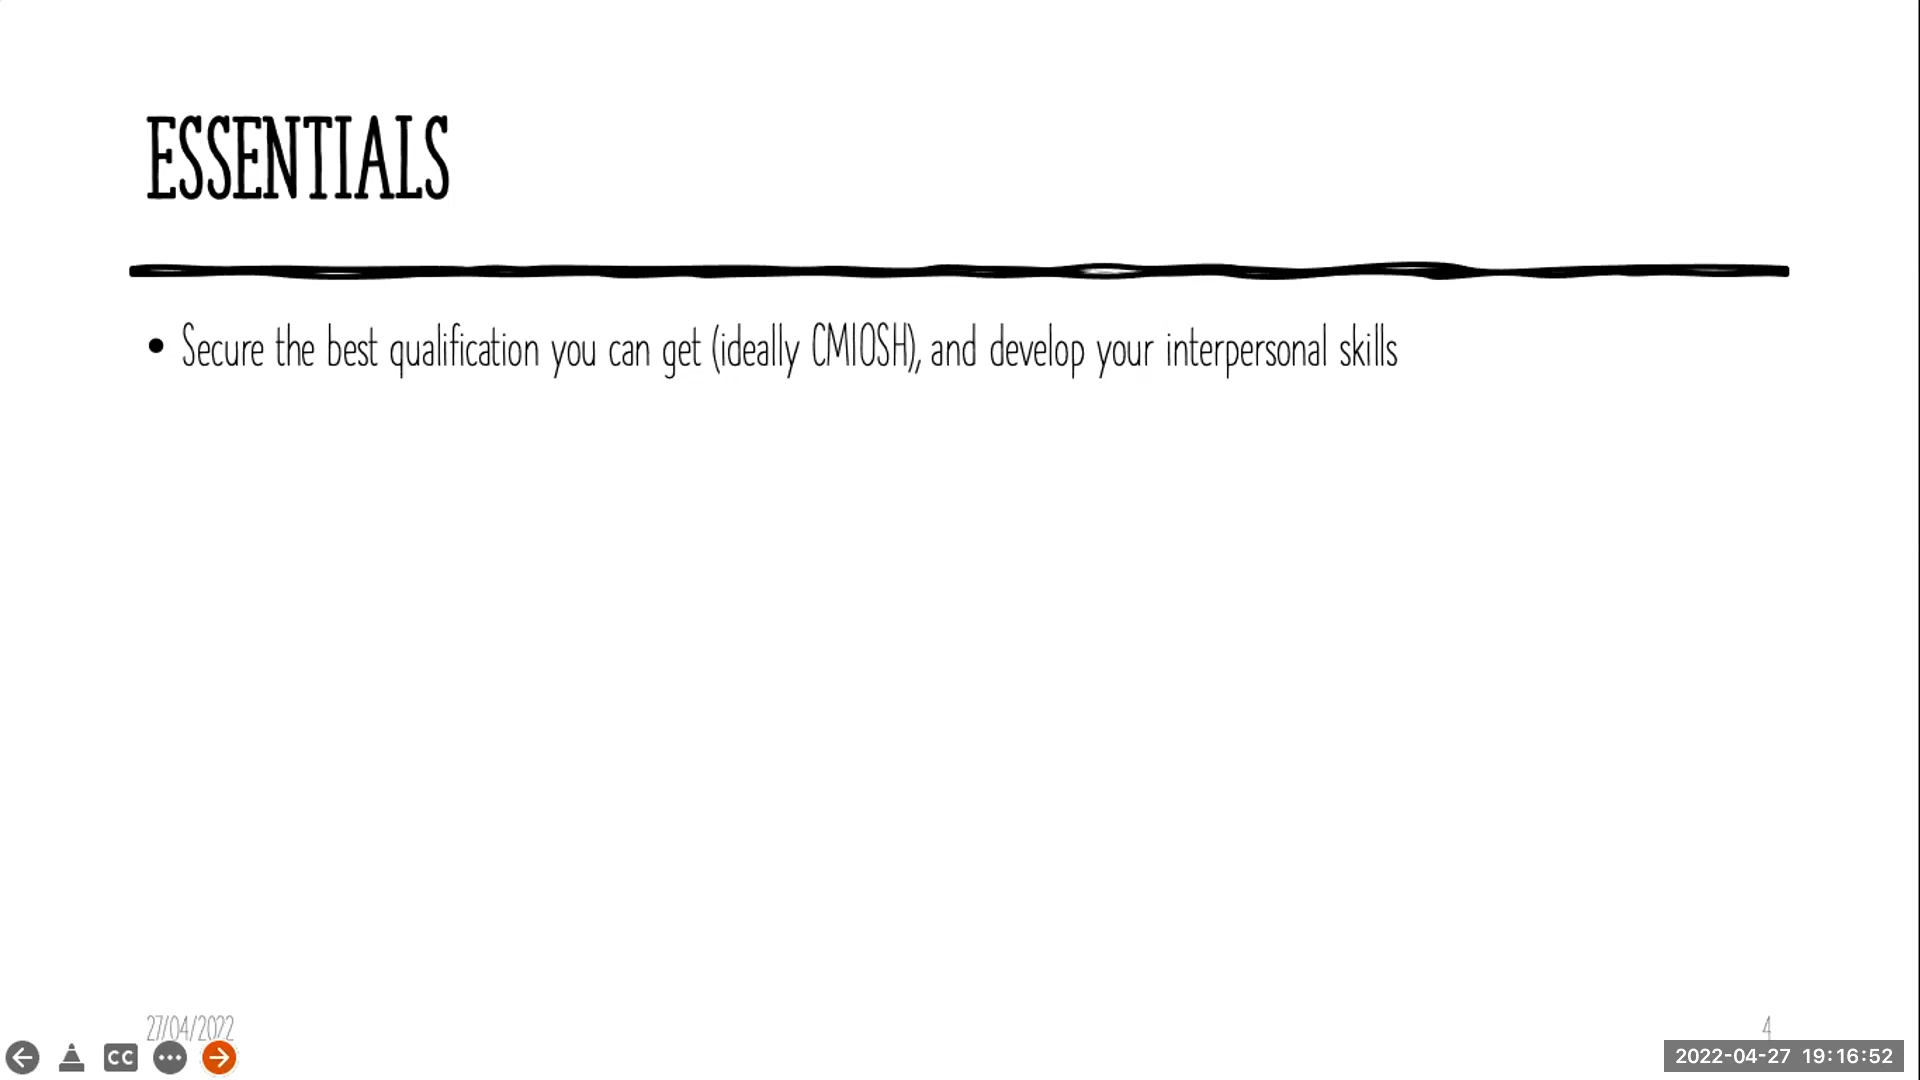 ESSENTIALS
• Secure the best qualification you can get (ideally CMIOSH), and develop your interpersonal skills
27/04/2022
4
CC
2022-04-27 19:16:52